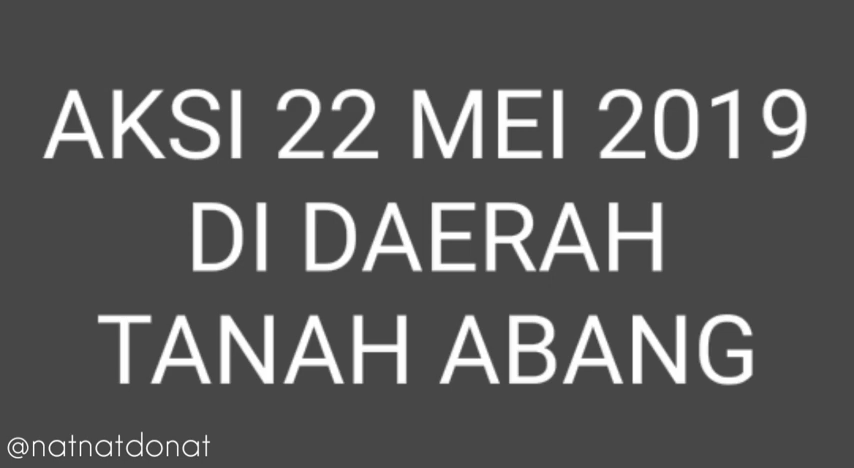 AKSI 22 MEI 2019
DI DAERAH
TANAH ABANG
@natnatdonat